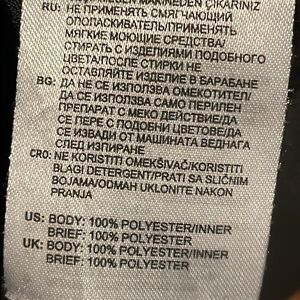 MAKİNEDEN ÇIKARINIZ
RU: НЕ ПРИМЕНЯТЬ СМЯГЧАЮЩИЙ
ОПОЛАСКИВАТЕЛЬ/ПРИМЕНЯТЬ
МЯГКИЕ МОЮЩИЕ СРЕДСТВА/
СТИРАТЬ С ИЗДЕЛИЯМИ ПОДОБНОГО
ЦВЕТА/ПОСЛЕ СТИРКИ НЕ
ОСТАВЛЯЙТЕ ИЗДЕЛИЕ В БАРАБАНЕ
BG: ДА НЕ СЕ ИЗПОЛЗВА ОМЕКОТИТЕЛ/
ДА СЕ ИЗПОЛЗВА САМО ПЕРИЛЕН
ПРЕПАРАТ С МЕКО ДЕЙСТВИЕ/ДА
СЕ ПЕРЕ С ПОДОБНИ ЦВЕТОВЕ/ДА
СЕ ИЗВАДИ ОТ МАШИНАТА ВЕДНАГА
СЛЕД ИЗПИРАНЕ
CRO: NE KORISTITI OMEKŠIVAČ/KORISTITI
BLAGI DETERGENT/PRATI SA SLIČNIM
BOJAMA/ODMAH UKLONITE NAKON
PRANJA
US: BODY: 100% POLYESTER/INNER
BRIEF: 100% POLYESTER
UK: BODY: 100% POLYESTER/INNER
BRIEF: 100% POLYESTER